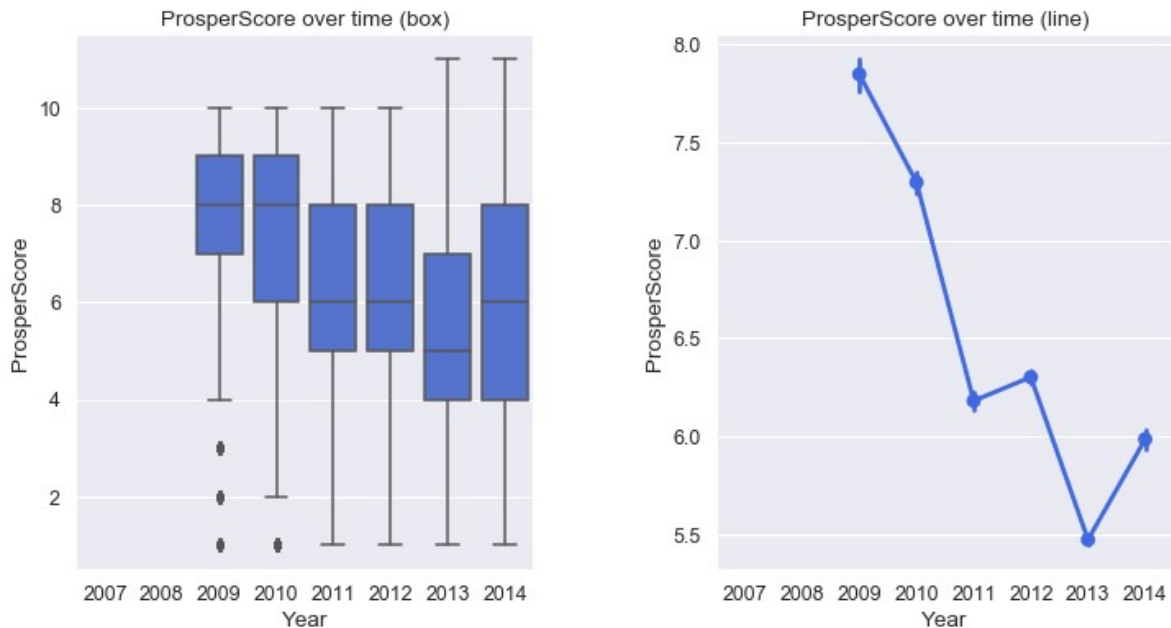 ProsperScore over time (box)
ProsperScore
10
8
6
4
2
2007 2008 2009 2010 2011 2012 2013 2014
Year
ProsperScore over time (line)
ProsperScore
8.0
7.5
7.0
6.5
6.0
5.5
2007 2008 2009 2010 2011 2012 2013 2014
Year